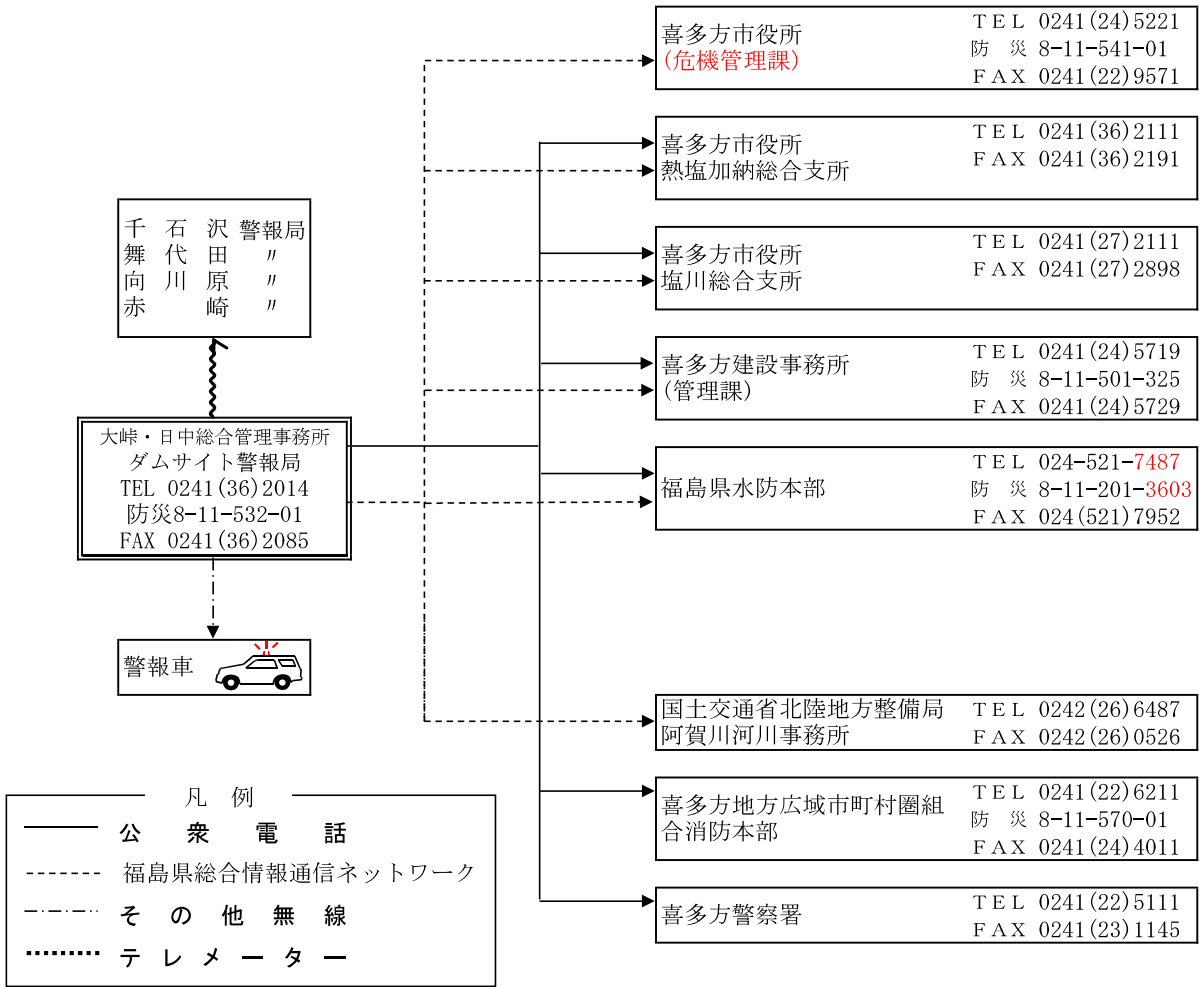 喜多方市役所
(危機管理課)
ＴＥＬ 0241(24)5221
防　災 8-11-541-01
ＦＡＸ 0241(22)9571
喜多方市役所
熱塩加納総合支所
ＴＥＬ 0241(36)2111
ＦＡＸ 0241(36)2191
千　石　沢 警報局
舞　代　田　〃
向　川　原　〃
赤　　　崎　〃
喜多方市役所
塩川総合支所
ＴＥＬ 0241(27)2111
ＦＡＸ 0241(27)2898
喜多方建設事務所
(管理課)
ＴＥＬ 0241(24)5719
防　災 8-11-501-325
ＦＡＸ 0241(24)5729
大峠・日中総合管理事務所
ダムサイト警報局
TEL 0241(36)2014
防災8-11-532-01
FAX 0241(36)2085
福島県水防本部
ＴＥＬ 024-521-7487
防　災 8-11-201-3603
ＦＡＸ 024(521)7952
警報車
国土交通省北陸地方整備局
阿賀川河川事務所
ＴＥＬ 0242(26)6487
ＦＡＸ 0242(26)0526
喜多方地方広域市町村圏組
合消防本部
ＴＥＬ 0241(22)6211
防　災 8-11-570-01
ＦＡＸ 0241(24)4011
喜多方警察署
ＴＥＬ 0241(22)5111
ＦＡＸ 0241(23)1145
凡　例
公　衆　電　話
福島県総合情報通信ネットワーク
そ　の　他　無　線
テ　レ　メ　ー　タ　ー